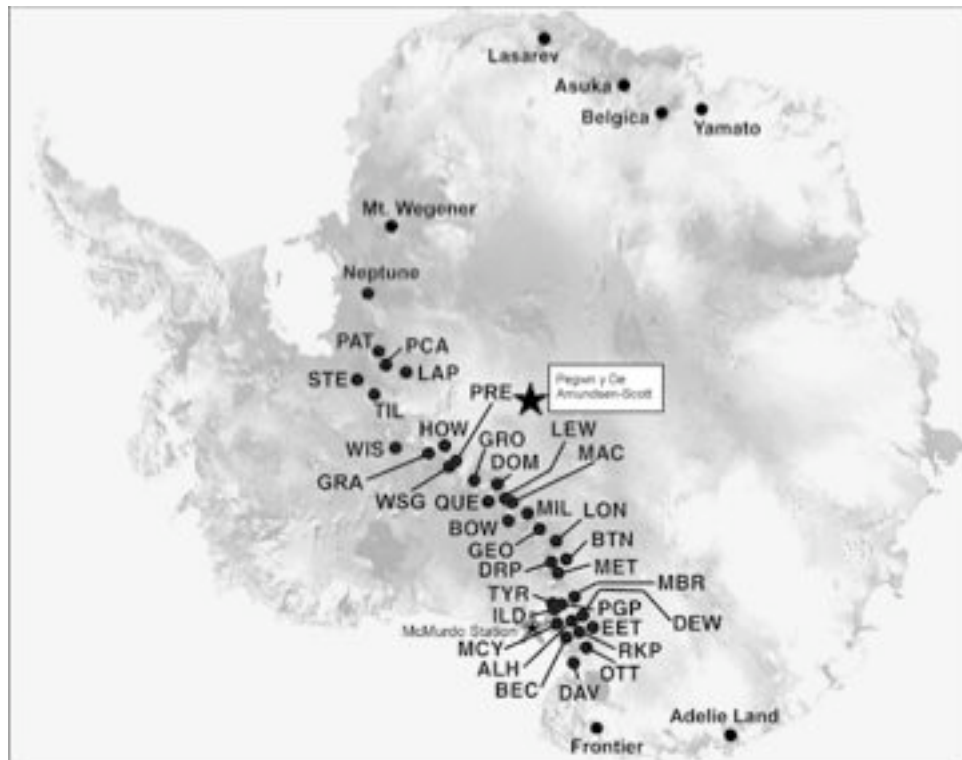 Lasarev
Asuka
Belgica
Yamato
Mt. Wegener
Neptune
PAT
PCA
LAP
STE
TIL
PRE
Pegwn y De
Amundsen-Scott
HOW
WIS
GRO
LEW
DOM
MAC
GRA
WSG
QUE
MIL
LON
BOW
GEO
BTN
DRP
MET
MBR
TYR
PGP
ILD
DEW
McMurdo Station
EET
MCY
RKP
ALH
OTT
BEC
DAV
Adelie Land
Frontier